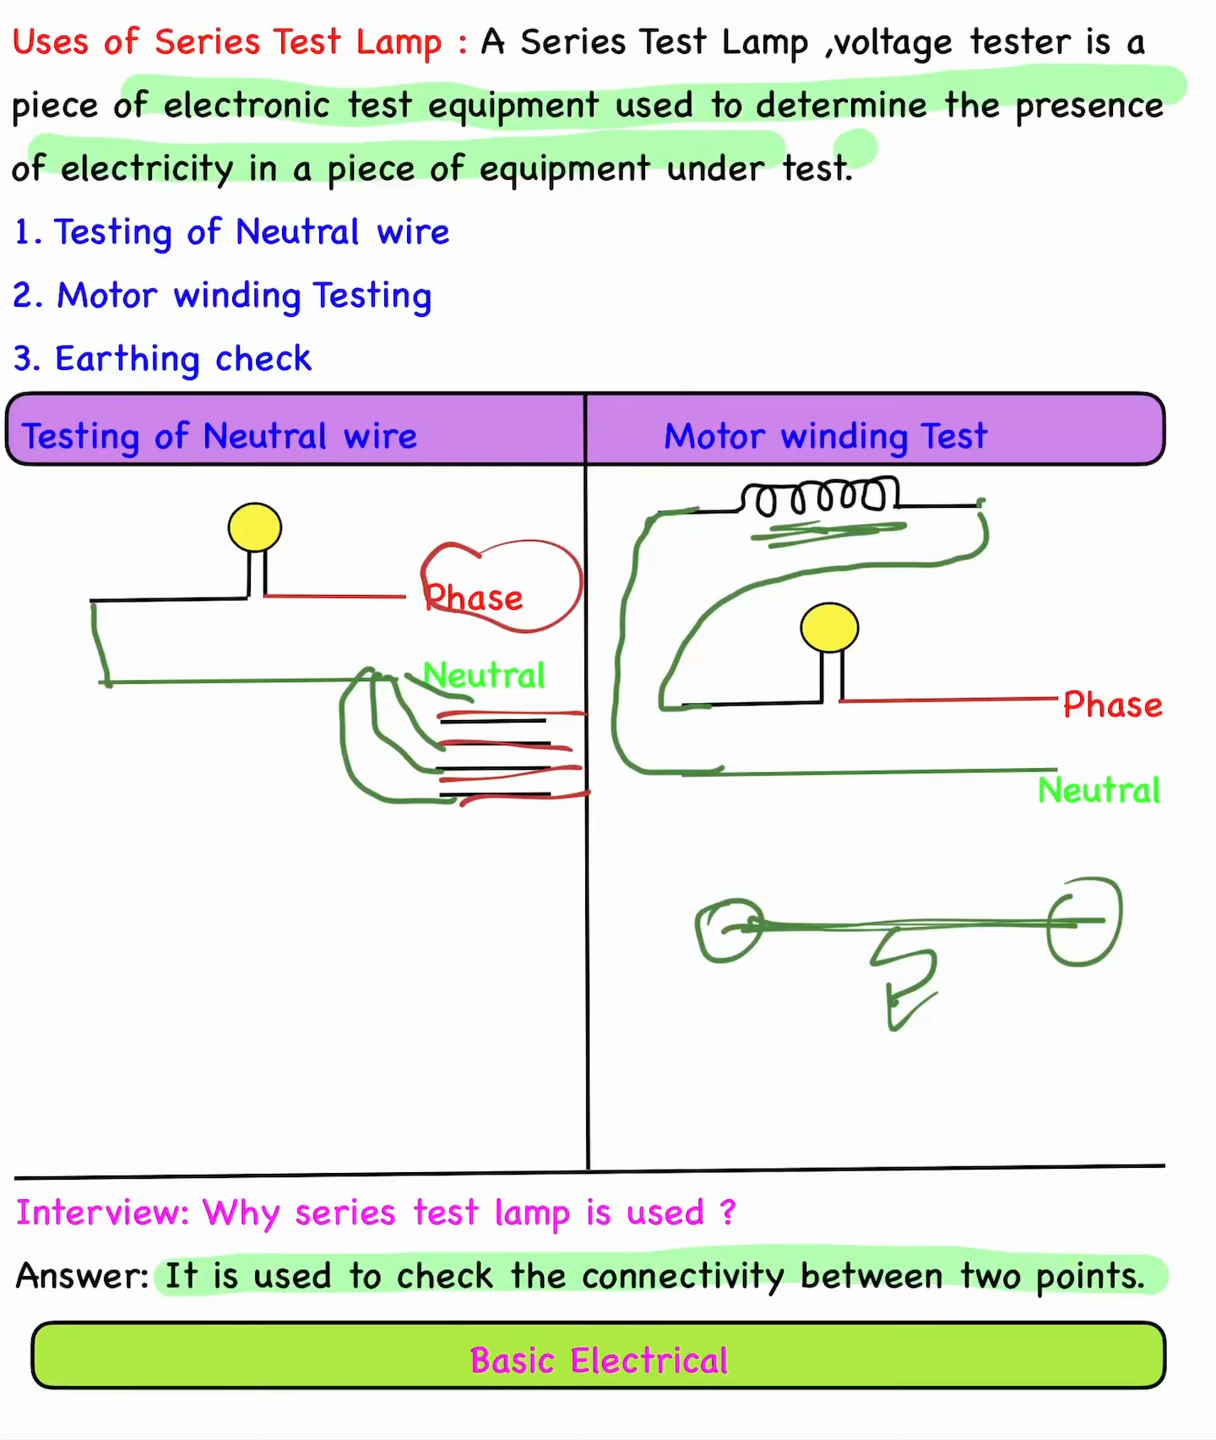 Uses of Series Test Lamp : A Series Test Lamp ,voltage tester is a
piece of electronic test equipment used to determine the presence
of electricity in a piece of equipment under test.
1. Testing of Neutral wire
2. Motor winding Testing
3. Earthing check
Testing of Neutral wire
Motor winding Test
Phase
Neutral
Phase
Neutral
Interview: Why series test lamp is used ?
Answer: It is used to check the connectivity between two points.
Basic Electrical